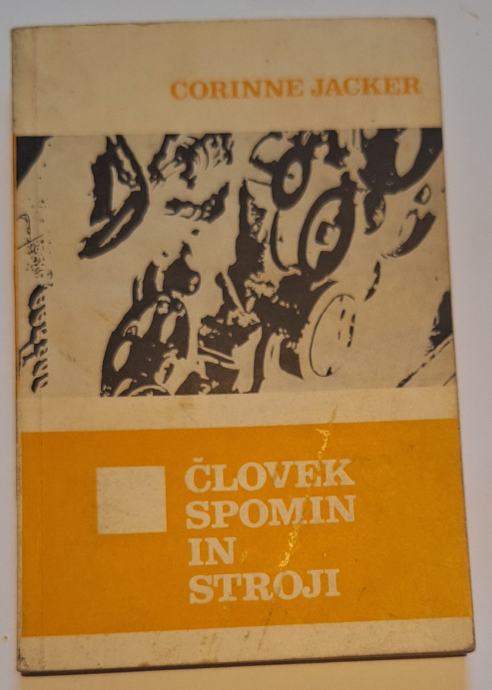 CORINNE JACKER
ČLOVEK
SPOMIN
IN
STROJI